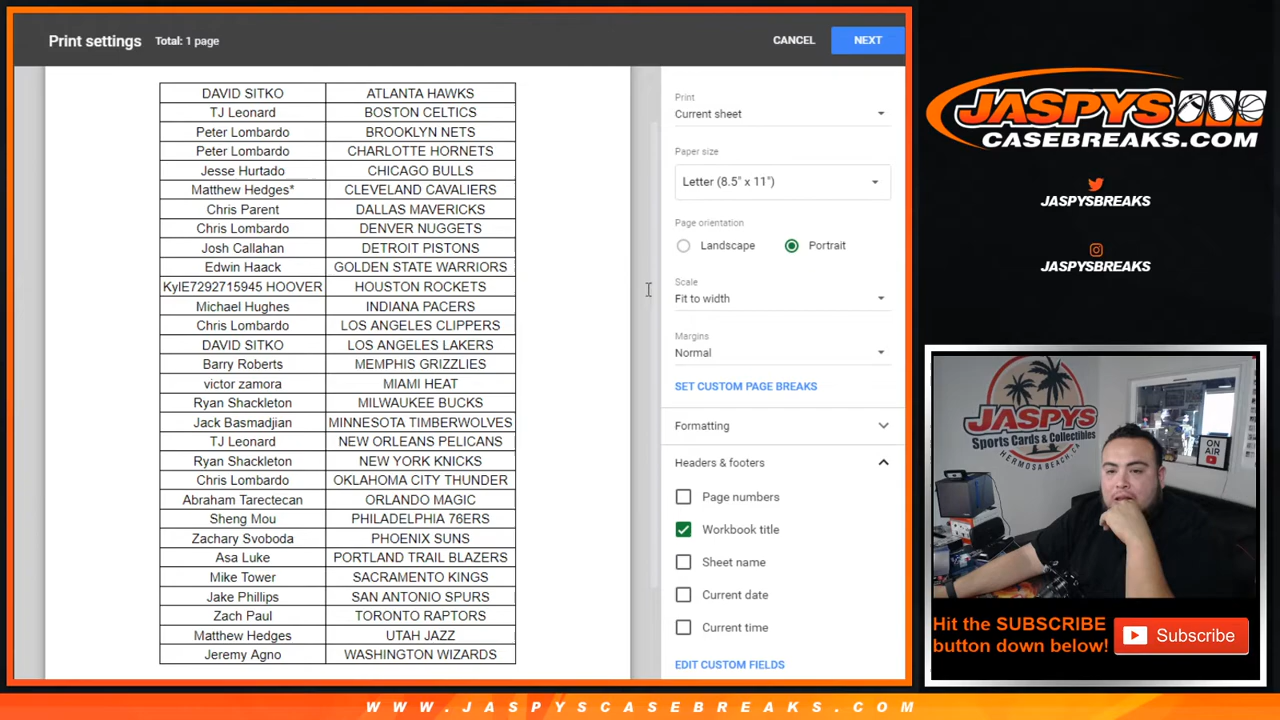 Print settings Total: 1 page CANCEL NEXT
DAVID SITKO ATLANTA HAWKS
TJ Leonard BOSTON CELTICS
Peter Lombardo BROOKLYN NETS
Peter Lombardo CHARLOTTE HORNETS
Jesse Hurtado CHICAGO BULLS
Matthew Hedges* CLEVELAND CAVALIERS
Chris Parent DALLAS MAVERICKS
Chris Lombardo DENVER NUGGETS
Josh Callahan DETROIT PISTONS
Edwin Haack GOLDEN STATE WARRIORS
KylE7292715945 HOOVER HOUSTON ROCKETS
Michael Hughes INDIANA PACERS
Chris Lombardo LOS ANGELES CLIPPERS
DAVID SITKO LOS ANGELES LAKERS
Barry Roberts MEMPHIS GRIZZLIES
victor zamora MIAMI HEAT
Ryan Shackleton MILWAUKEE BUCKS
Jack Basmadjian MINNESOTA TIMBERWOLVES
TJ Leonard NEW ORLEANS PELICANS
Ryan Shackleton NEW YORK KNICKS
Chris Lombardo OKLAHOMA CITY THUNDER
Abraham Tarectecan ORLANDO MAGIC
Sheng Mou PHILADELPHIA 76ERS
Zachary Svoboda PHOENIX SUNS
Asa Luke PORTLAND TRAIL BLAZERS
Mike Tower SACRAMENTO KINGS
Jake Phillips SAN ANTONIO SPURS
Zach Paul TORONTO RAPTORS
Matthew Hedges UTAH JAZZ
Jeremy Agno WASHINGTON WIZARDS
Print
Current sheet
Paper size
Letter (8.5" x 11")
Page orientation
Landscape Portrait
Scale
Fit to width
Margins
Normal
SET CUSTOM PAGE BREAKS
Formatting
Headers & footers
Page numbers
Workbook title
Sheet name
Current date
Current time
EDIT CUSTOM FIELDS
JASPYS
CASEBREAKS.COM
JASPYSBREAKS
JASPYSBREAKS
JASPYS
Sports Cards & Collectibles
HERMOSA BEACH, CA
ON
AIR
Hit the SUBSCRIBE
button down below!
Subscribe
WWW.JASPYSCASEBREAKS.COM